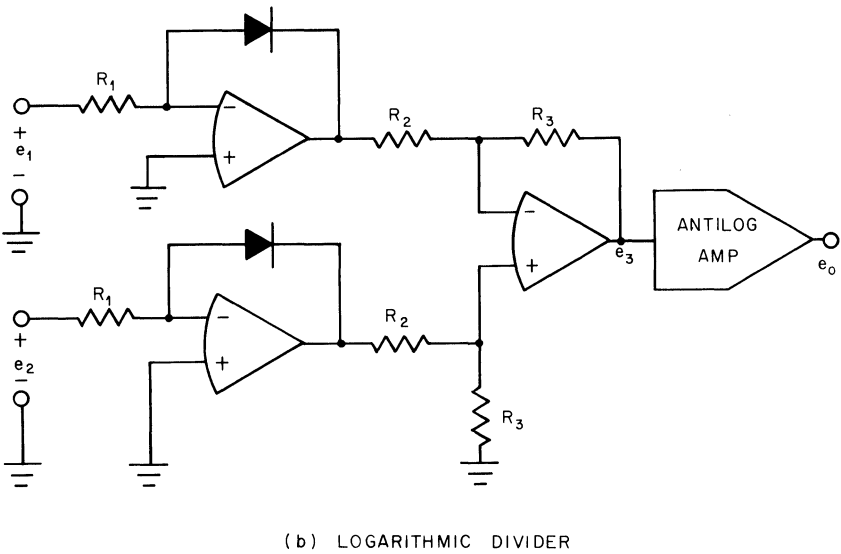 R1
−
+
+
e1
−
R2
R3
−
+
e3
ANTILOG
AMP
eo
R1
−
+
+
e2
−
R2
R3
(b) LOGARITHMIC DIVIDER